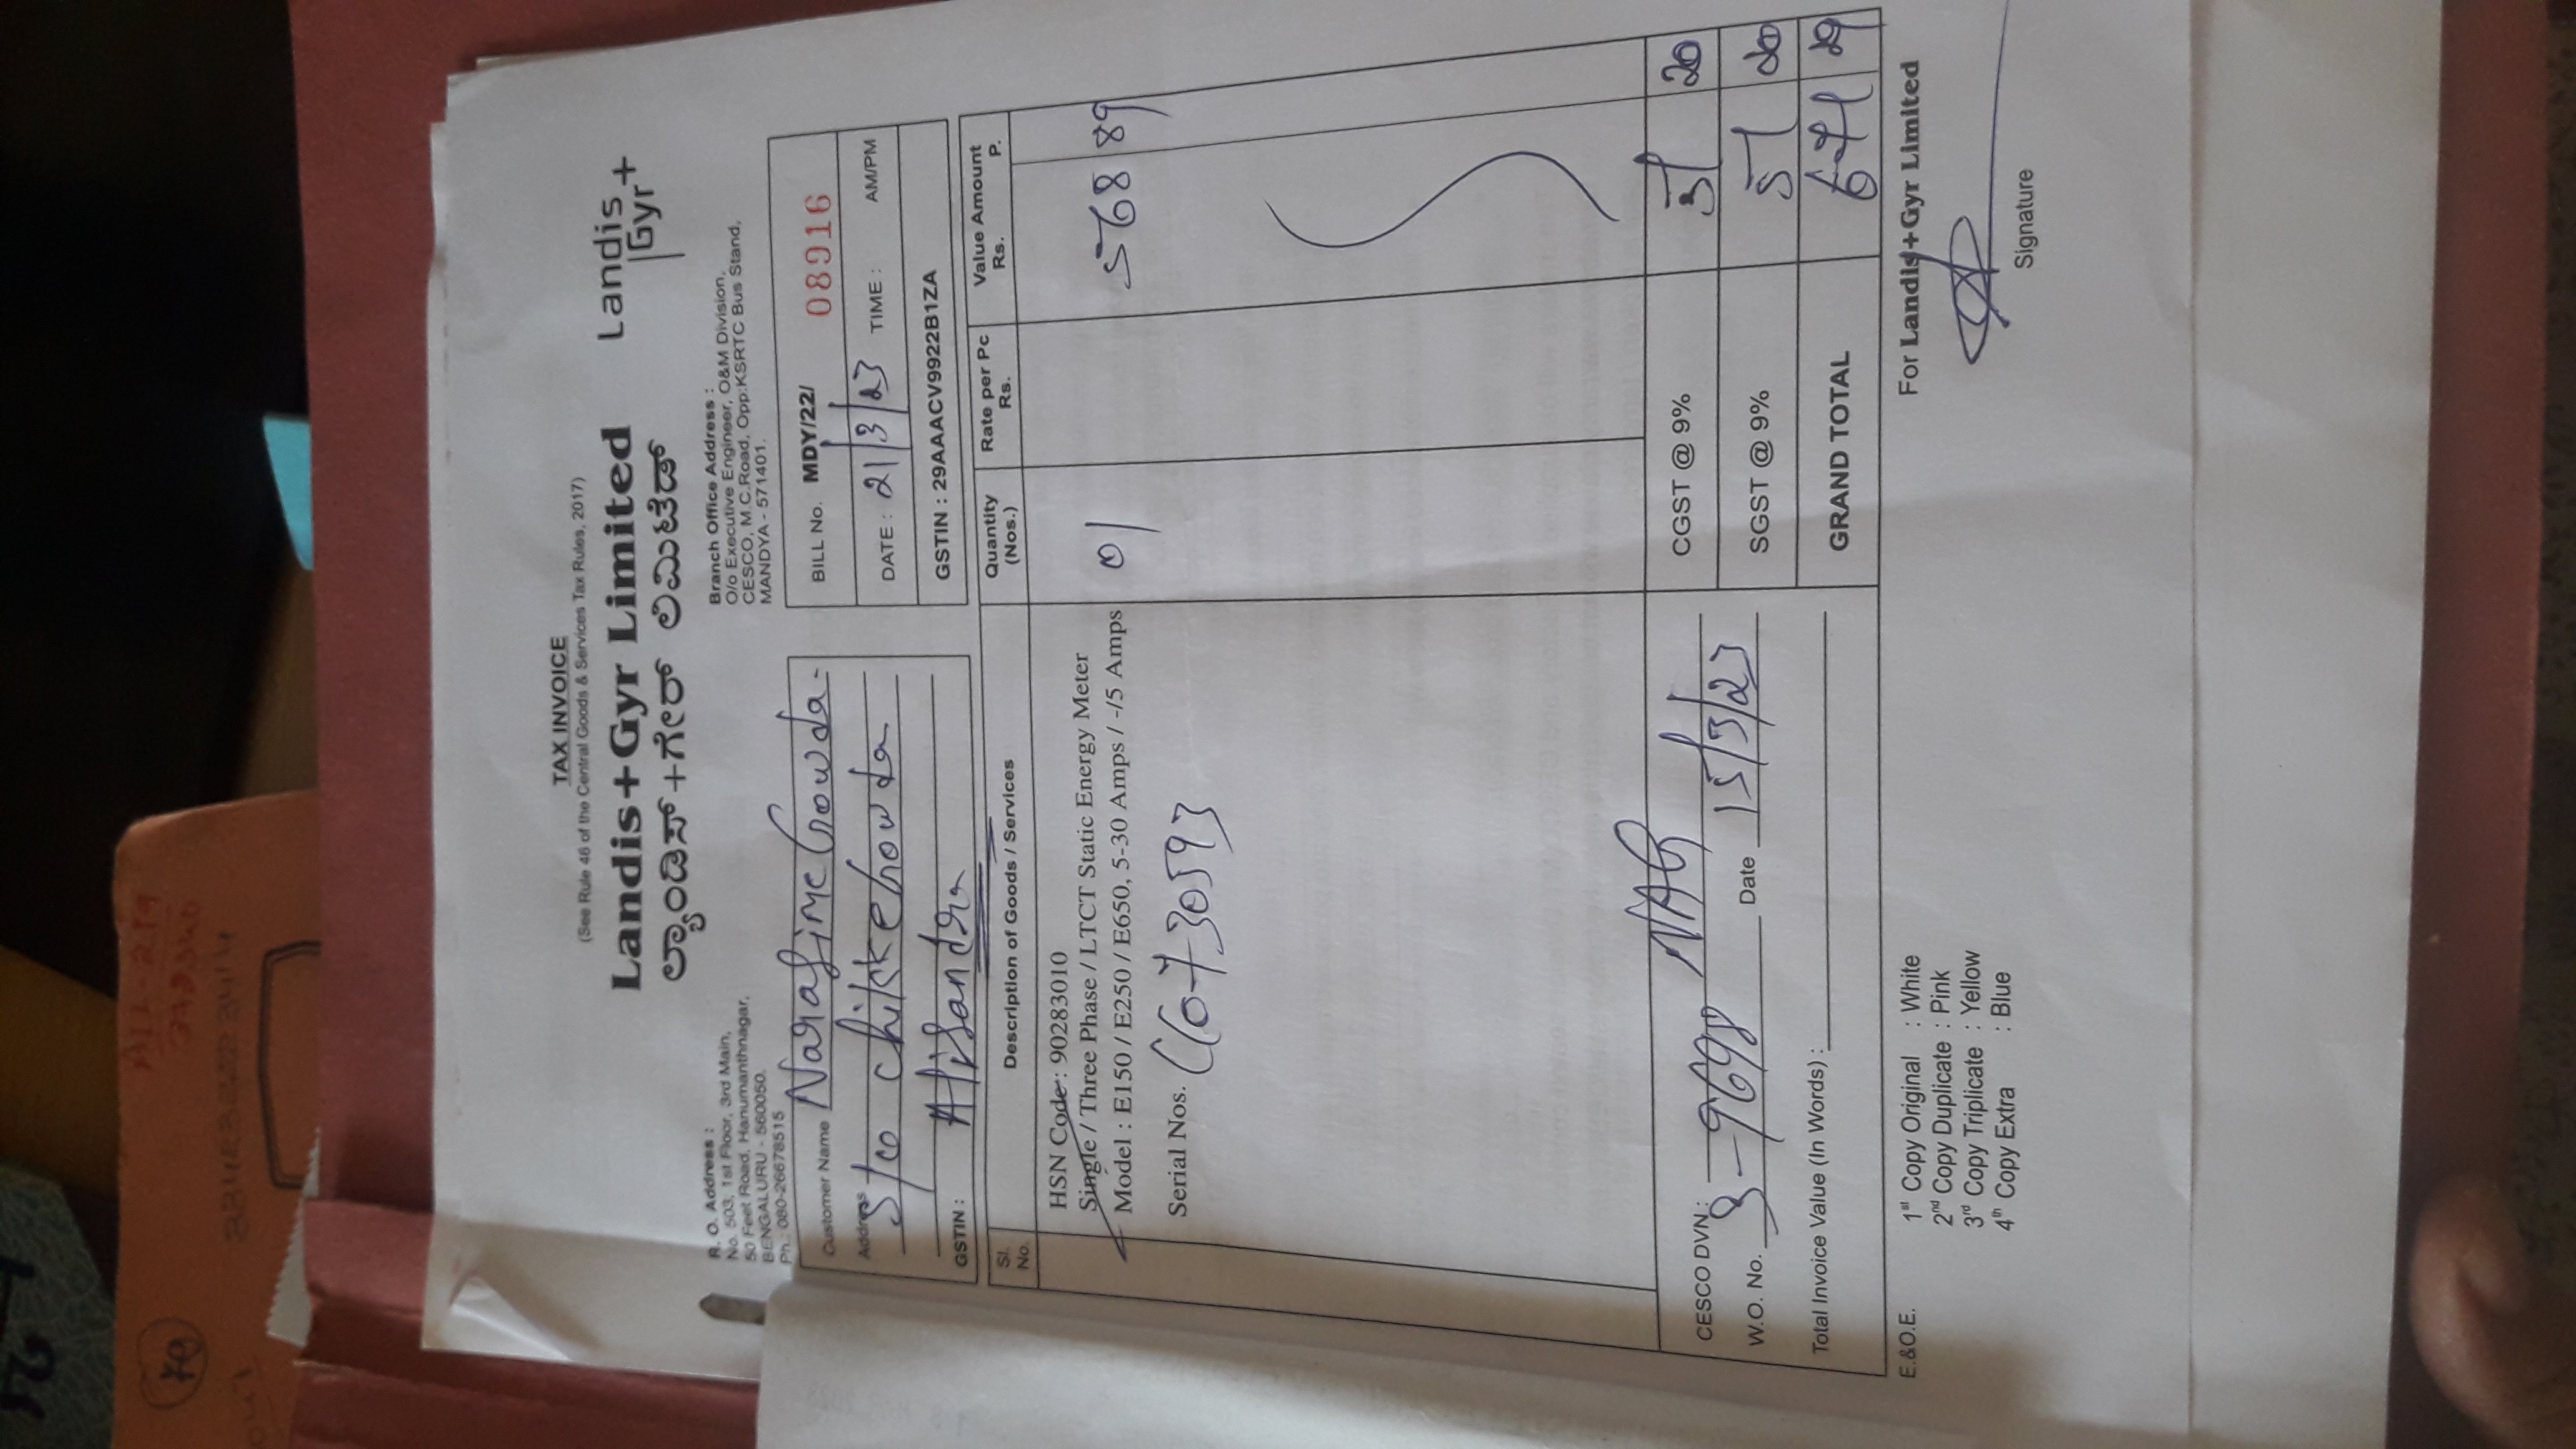 TAX INVOICE
(See Rule 46 of the Central Goods & Services Tax Rules, 2017)
Landis+Gyr Limited
ಲ್ಯಾಂಡಿಸ್+ಗೇರ್ ಲಿಮಿಟೆಡ್
Landis
Gyr+
R. O. Address :
No. 503, 1st Floor, 3rd Main,
50 Feet Road, Hanumanthnagar,
BENGALURU - 560050.
Ph.: 080-26678515
Branch Office Address :
O/o Executive Engineer, O&M Division,
CESCO, M.C.Road, Opp:KSRTC Bus Stand,
MANDYA - 571401.
Customer Name Narasime Gowda.
Address S/o Chikkegowda
GSTIN :
BILL No. MDY/22/ 08916
DATE : 21/3/23 TIME : AM/PM
GSTIN : 29AAACV9922B1ZA
Sl. No. Description of Goods / Services Quantity (Nos.) Rate per Pc Rs. Value Amount Rs. P.
HSN Code: 90283010
Single / Three Phase / LTCT Static Energy Meter
Model : E150 / E250 / E650, 5-30 Amps / -/5 Amps 01 568 89
Serial Nos.
CESCO DVN: NAG CGST @ 9% 51 20
W.O. No. Date 15/3/23 SGST @ 9% 51 20
Total Invoice Value (In Words) : GRAND TOTAL 671 29
E.&O.E.
1st Copy Original : White
2nd Copy Duplicate : Pink
3rd Copy Triplicate : Yellow
4th Copy Extra : Blue
For Landis+Gyr Limited
Signature